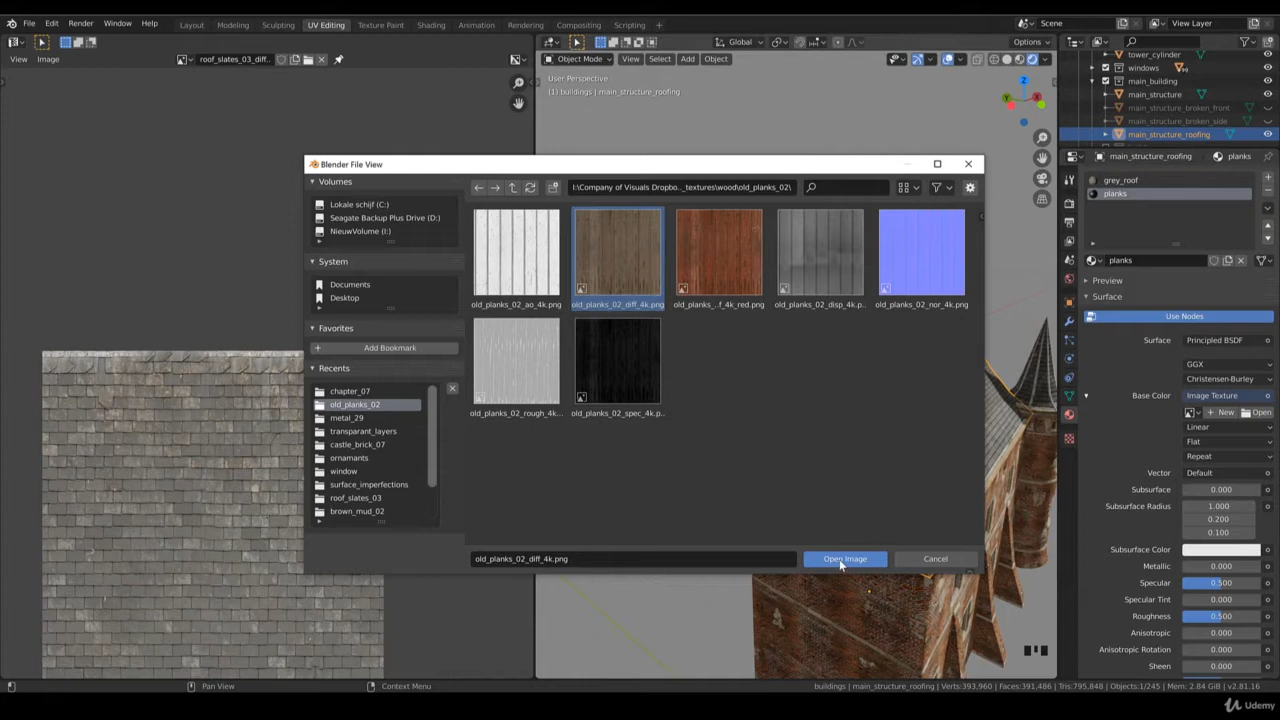 File Edit Render Window Help Layout Modeling Sculpting UV Editing Texture Paint Shading Animation Rendering Compositing Scripting + Scene View Layer
View Image roof_slates_03_diff..
Global Options
Object Mode View Select Add Object
User Perspective
(1) buildings | main_structure_roofing
Z
Y
X
tower_cylinder
windows
main_building
main_structure
main_structure_broken_front
main_structure_broken_side
main_structure_roofing
Blender File View
Volumes
Lokale schijf (C:)
Seagate Backup Plus Drive (D:)
NieuwVolume (I:)
System
Documents
Desktop
Favorites
+ Add Bookmark
Recents
chapter_07
old_planks_02
metal_29
transparant_layers
castle_brick_07
ornamants
window
surface_imperfections
roof_slates_03
brown_mud_02
I:\Company of Visuals Dropbo.._textures\wood\old_planks_02\
old_planks_02_ao_4k.png
old_planks_02_diff_4k.png
old_planks_..f_4k_red.png
old_planks_02_disp_4k.p..
old_planks_02_nor_4k.png
old_planks_02_rough_4k...
old_planks_02_spec_4k.p..
old_planks_02_diff_4k.png
Open Image
Cancel
main_structure_roofing planks
grey_roof
planks
planks
Preview
Surface
Use Nodes
Surface Principled BSDF
GGX
Christensen-Burley
Base Color Image Texture
+ New Open
Linear
Flat
Repeat
Vector Default
Subsurface 0.000
Subsurface Radius 1.000
0.200
0.100
Subsurface Color
Metallic 0.000
Specular 0.500
Specular Tint 0.000
Roughness 0.500
Anisotropic 0.000
Anisotropic Rotation 0.000
Sheen 0.000
Pan View Context Menu
buildings | main_structure_roofing | Verts:393,960 | Faces:391,486 | Tris:795,848 | Objects:1/245 | Mem: 2.84 GiB | v2.81.16
Udemy